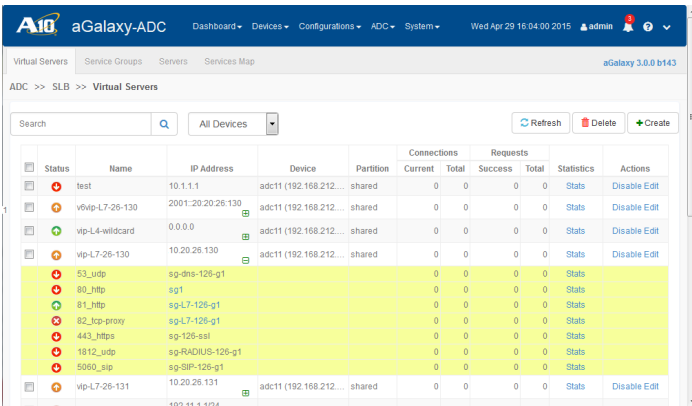 A10 aGalaxy-ADC Dashboard Devices Configurations ADC System Wed Apr 29 16:04:00 2015 admin 3
Virtual Servers Service Groups Servers Services Map aGalaxy 3.0.0 b143
ADC >> SLB >> Virtual Servers
Search All Devices Refresh Delete Create
Connections Requests
Status Name IP Address Device Partition Current Total Success Total Statistics Actions
test 10.1.1.1 adc11 (192.168.212.... shared 0 0 0 0 Stats Disable Edit
v6vip-L7-26-130 2001::20:20:26:130 adc11 (192.168.212.... shared 0 0 0 0 Stats Disable Edit
vip-L4-wildcard 0.0.0.0 adc11 (192.168.212.... shared 0 0 0 0 Stats Disable Edit
vip-L7-26-130 10.20.26.130 adc11 (192.168.212.... shared 0 0 0 0 Stats Disable Edit
53_udp sg-dns-126-g1 0 0 0 0 Stats
80_http sg1 0 0 0 0 Stats
81_http sg-L7-126-g1 0 0 0 0 Stats
82_tcp-proxy sg-L7-126-g1 0 0 0 0 Stats
443_https sg-126-ssl 0 0 0 0 Stats
1812_udp sg-RADIUS-126-g1 0 0 0 0 Stats
5060_sip sg-SIP-126-g1 0 0 0 0 Stats
vip-L7-26-131 10.20.26.131 adc11 (192.168.212.... shared 0 0 0 0 Stats Disable Edit